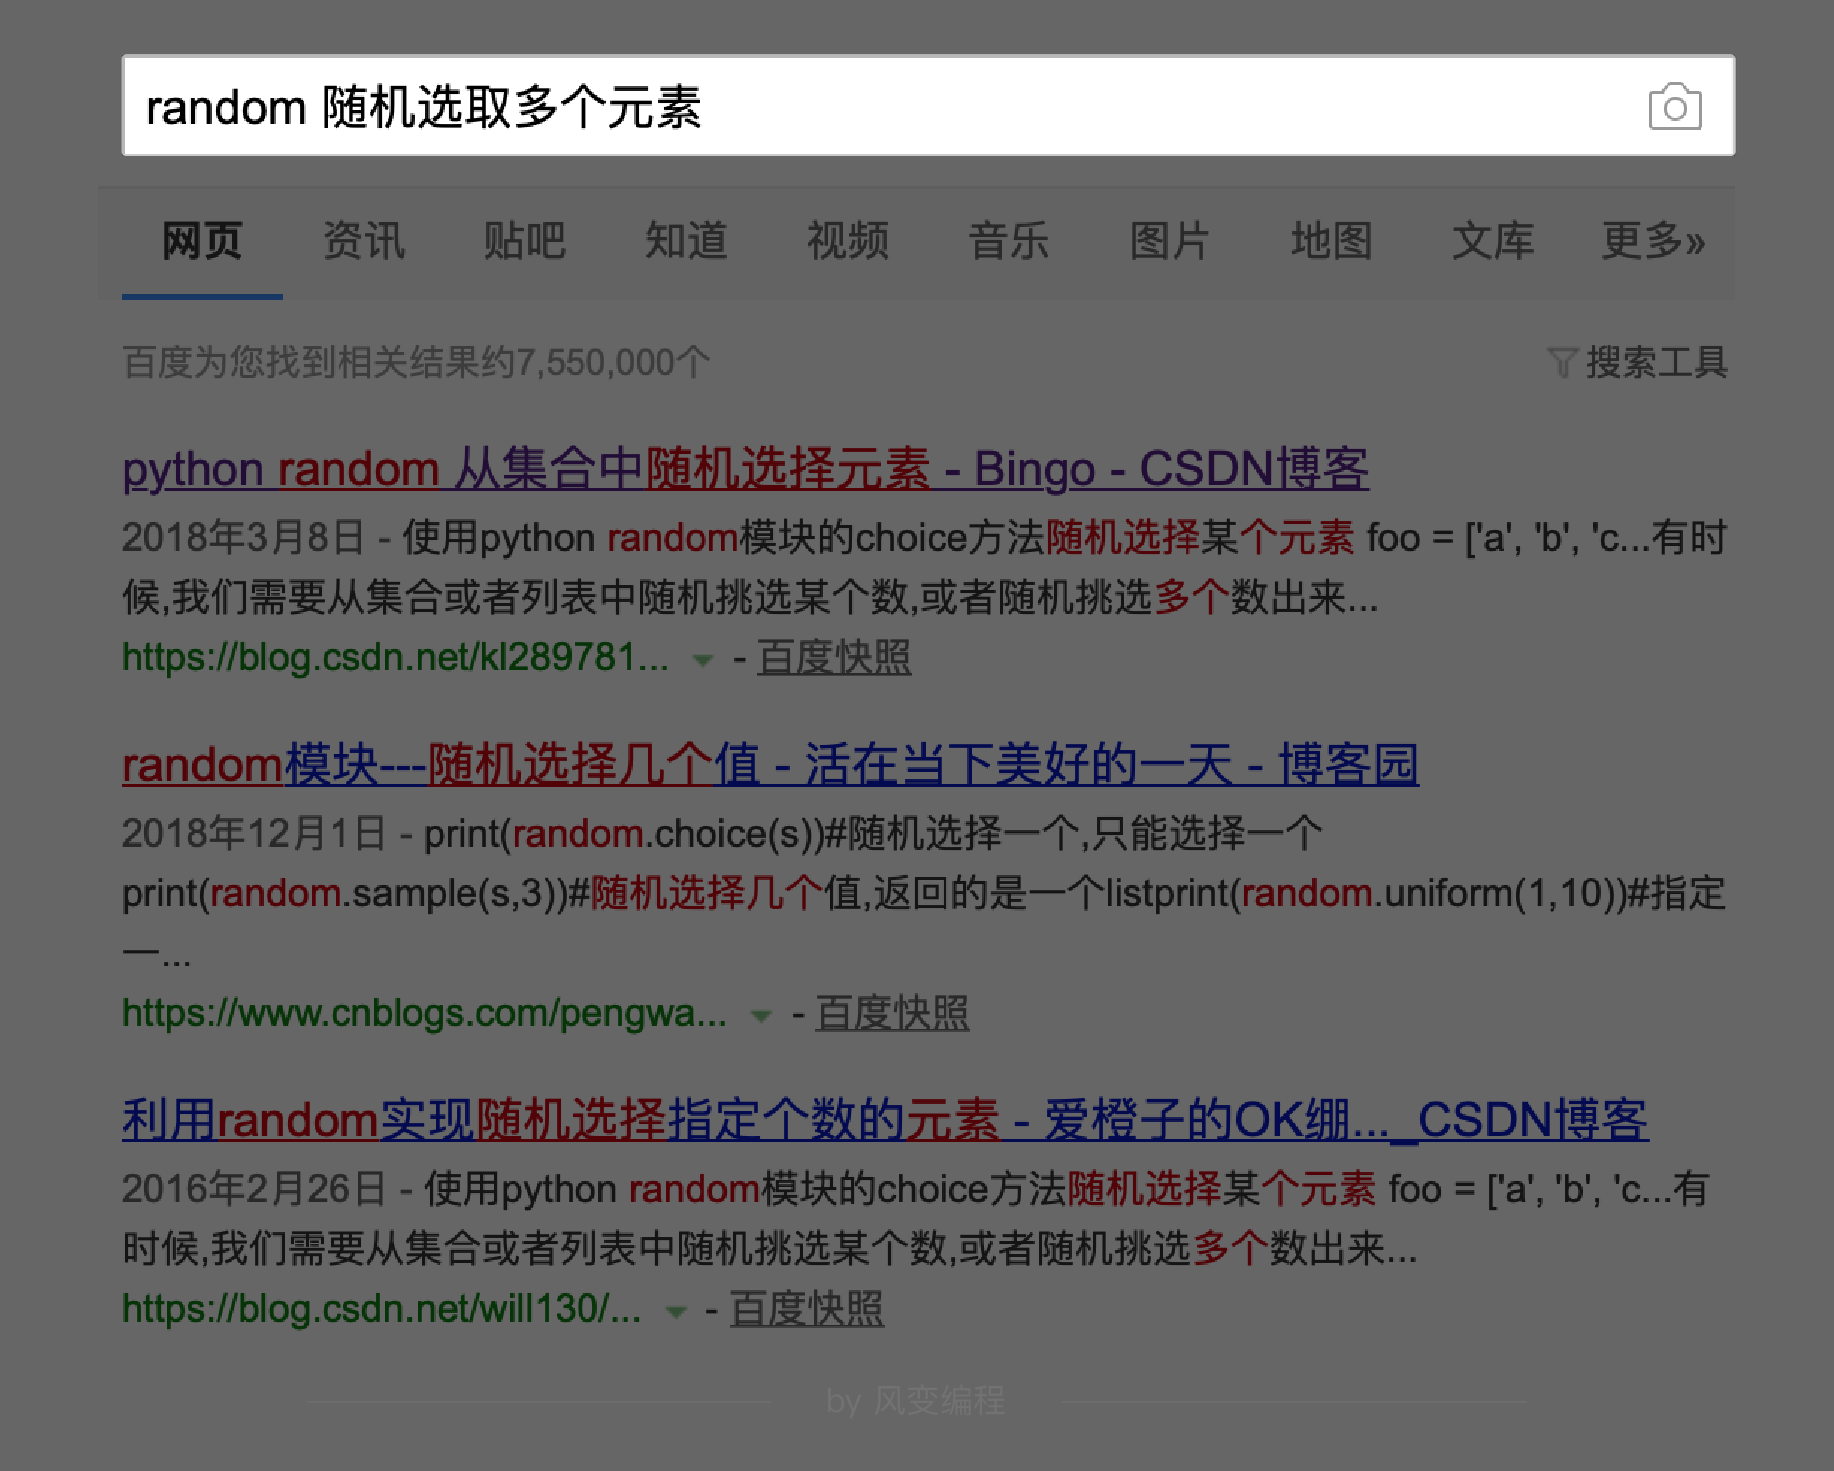 random 随机选取多个元素
网页 资讯 贴吧 知道 视频 音乐 图片 地图 文库 更多»
百度为您找到相关结果约7,550,000个 搜索工具
python random 从集合中随机选择元素 - Bingo - CSDN博客
2018年3月8日 - 使用python random模块的choice方法随机选择某个元素 foo = ['a', 'b', 'c...有时
候,我们需要从集合或者列表中随机挑选某个数,或者随机挑选多个数出来...
https://blog.csdn.net/kl289781... - 百度快照
random模块---随机选择几个值 - 活在当下美好的一天 - 博客园
2018年12月1日 - print(random.choice(s))#随机选择一个,只能选择一个
print(random.sample(s,3))#随机选择几个值,返回的是一个listprint(random.uniform(1,10))#指定
一...
https://www.cnblogs.com/pengwa... - 百度快照
利用random实现随机选择指定个数的元素 - 爱橙子的OK绷..._CSDN博客
2016年2月26日 - 使用python random模块的choice方法随机选择某个元素 foo = ['a', 'b', 'c...有
时候,我们需要从集合或者列表中随机挑选某个数,或者随机挑选多个数出来...
https://blog.csdn.net/will130/... - 百度快照
by 风变编程